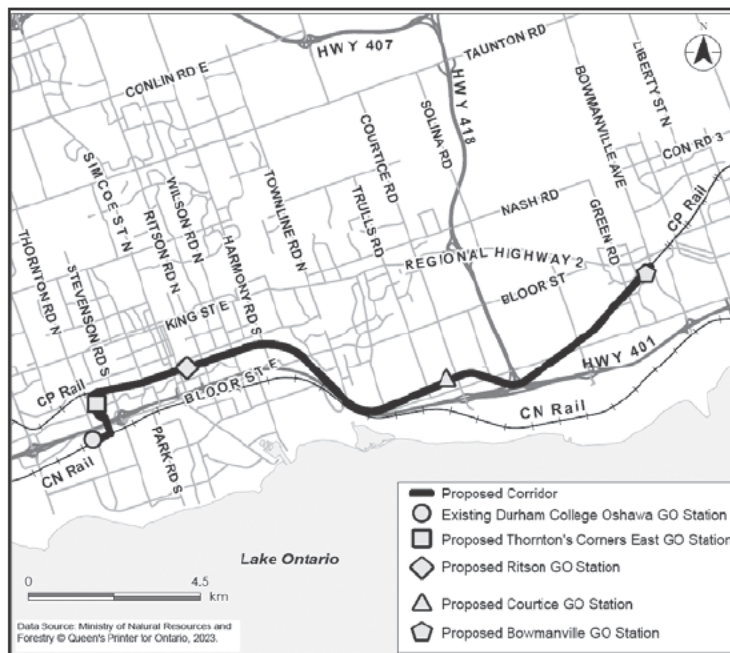 N
HWY 407
TAUNTON RD
CONLIN RD E
HWY 418
SOLINA RD
COURTICE RD
BOWMANVILLE AVE
LIBERTY ST N
CON RD 3
SIMCOE ST N
WILSON RD N
RITSON RD N
HARMONY RD S
TOWNLINE RD N
TRULLS RD
NASH RD
GREEN RD
CP Rail
THORNTON RD N
STEVENSON RD S
REGIONAL HIGHWAY 2
BLOOR ST
KING ST E
HWY 401
CP Rail
BLOOR ST E
CN Rail
CN Rail
PARK RD S
Lake Ontario
0 4.5
km
Data Source: Ministry of Natural Resources and
Forestry © Queen's Printer for Ontario, 2023.
Proposed Corridor
Existing Durham College Oshawa GO Station
Proposed Thornton's Corners East GO Station
Proposed Ritson GO Station
Proposed Courtice GO Station
Proposed Bowmanville GO Station